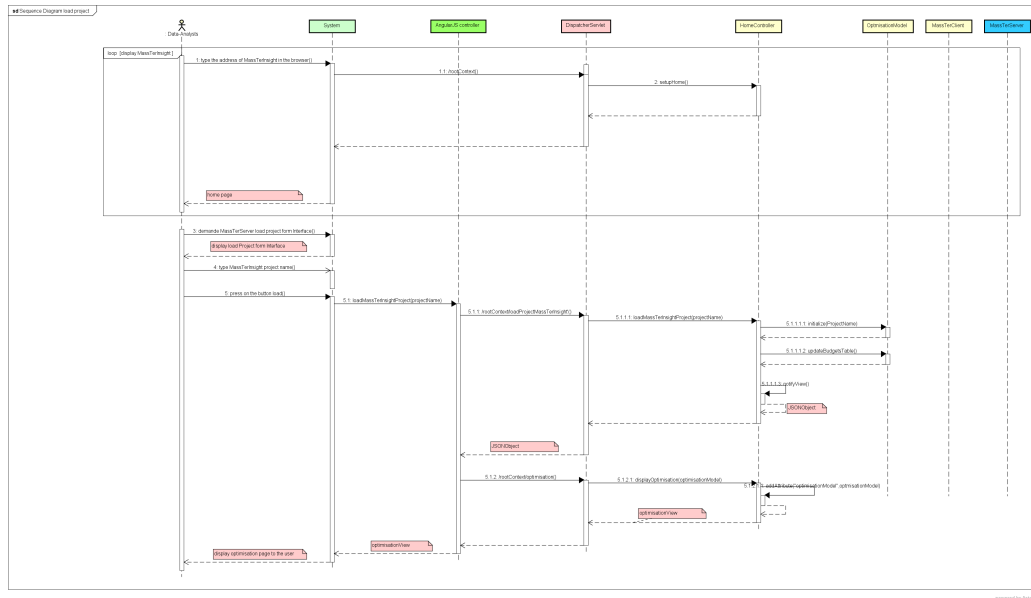 sd Sequence Diagram load project
: Data-Analysts
System
AngularJS controller
DispatcherServlet
HomeController
OptmisationModel
MassTerClient
MassTerServer
loop [display MassTerInsight ]
1: type the address of MassTerInsight in the browser()
1.1: /rootContext()
2: setupHome()
home page
3: demande MassTerServer load project form Interface()
display load Project form Interface
4: type MassTerInsight project name()
5: press on the button load()
5.1: loadMassTerInsightProject(projectName)
5.1.1: /rootContext/loadProjectMassTerInsight()
5.1.1.1: loadMassTerInsightProject(projectName)
5.1.1.1.1: initialize(ProjectName)
5.1.1.1.2: updateBudgetsTable()
5.1.1.1.3: notifyView()
JSONObject
JSONObject
5.1.2: /rootContext/optimisation()
5.1.2.1: displayOptimisation(optimisationModel)
addAttribute("optimisationModel" optimisationModel)
optimisationView
optimisationView
display optimisation page to the user